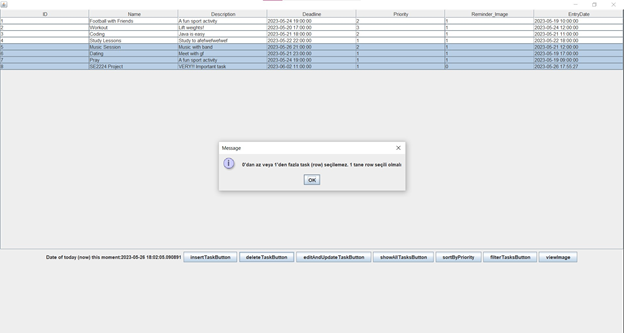 ID Name Description Deadline Priority Reminder_Image EntryDate
1 Football with Friends A fun sport activity 2023-05-24 19:00:00 2 1 2023-05-19 10:00:00
2 Workout Lift weights! 2023-05-20 17:00:00 3 1 2023-05-19 12:00:00
3 Coding Java is easy 2023-05-21 18:00:00 2 1 2023-05-21 11:00:00
4 Study Lessons 2023-05-22 22:00:00 1 1 2023-05-22 16:00:00
5 Music Session Music with band 2023-05-26 21:00:00 2 1 2023-05-21 12:00:00
6 Dating Meet with gf 2023-05-21 23:00:00 1 1 2023-05-19 17:00:00
7 Pray A fun sport activity 2023-05-24 19:00:00 1 1 2023-05-19 09:00:00
8 SE2224 Project VERY!! Important task 2023-06-02 11:00:00 1 0 2023-05-26 17:55:27
Message
0'dan az veya 1'den fazla task (row) seçilemez. 1 tane row seçili olmalı
OK
Date of today (now) this moment:2023-05-26 18:02:05.090891 insertTaskButton deleteTaskButton editAndUpdateTaskButton showAllTasksButton sortByPriority filterTasksButton viewImage